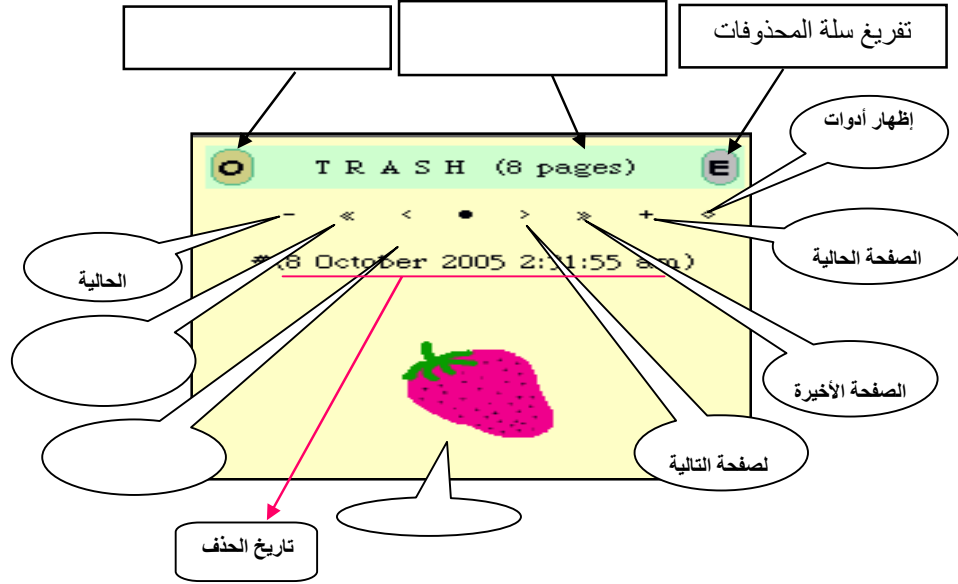 تفريغ سلة المحذوفات
إظهار أدوات
O TRASH (8 pages) E
- « < ● > » + ◇
#(8 October 2005 2:31:55 am)
الحالية
الصفحة الحالية
الصفحة الأخيرة
لصفحة التالية
تاريخ الحذف